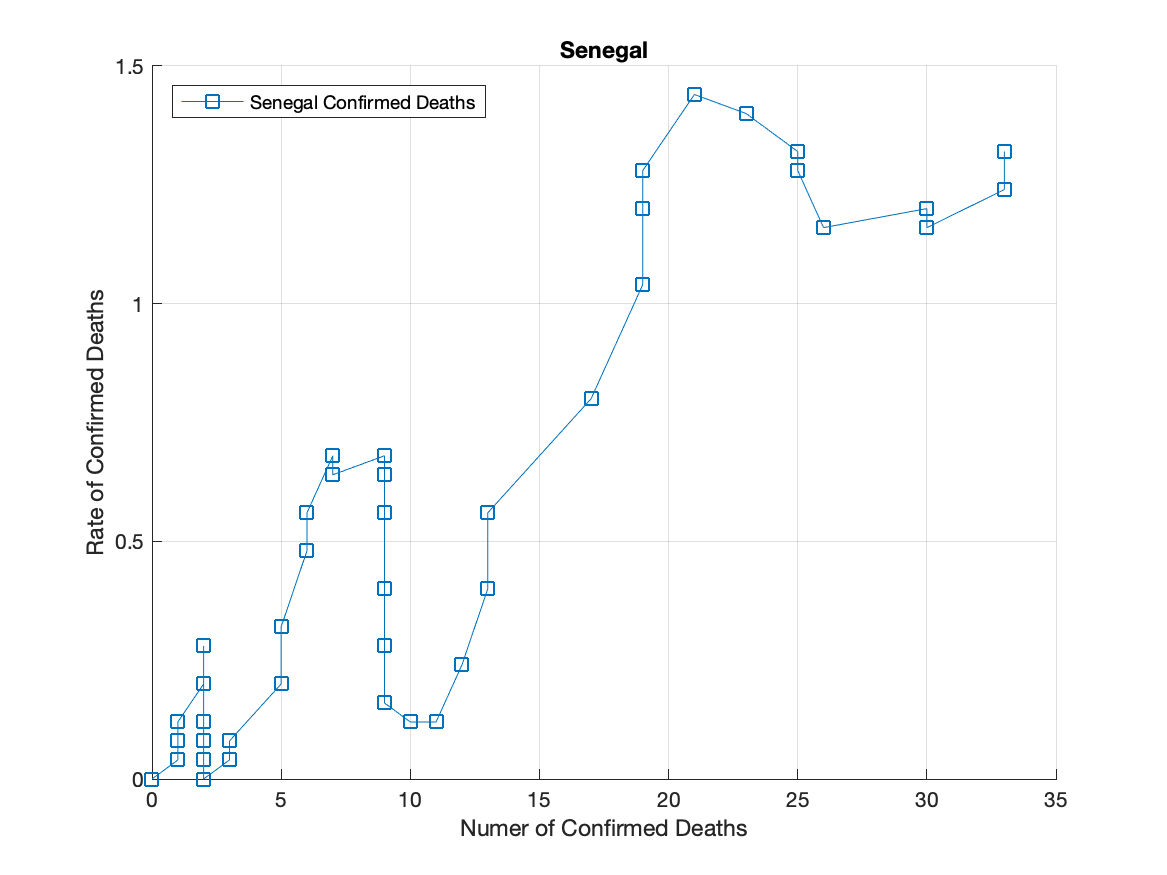 Senegal
Senegal Confirmed Deaths
1.5
1
0.5
0
Rate of Confirmed Deaths
0 5 10 15 20 25 30 35
Numer of Confirmed Deaths